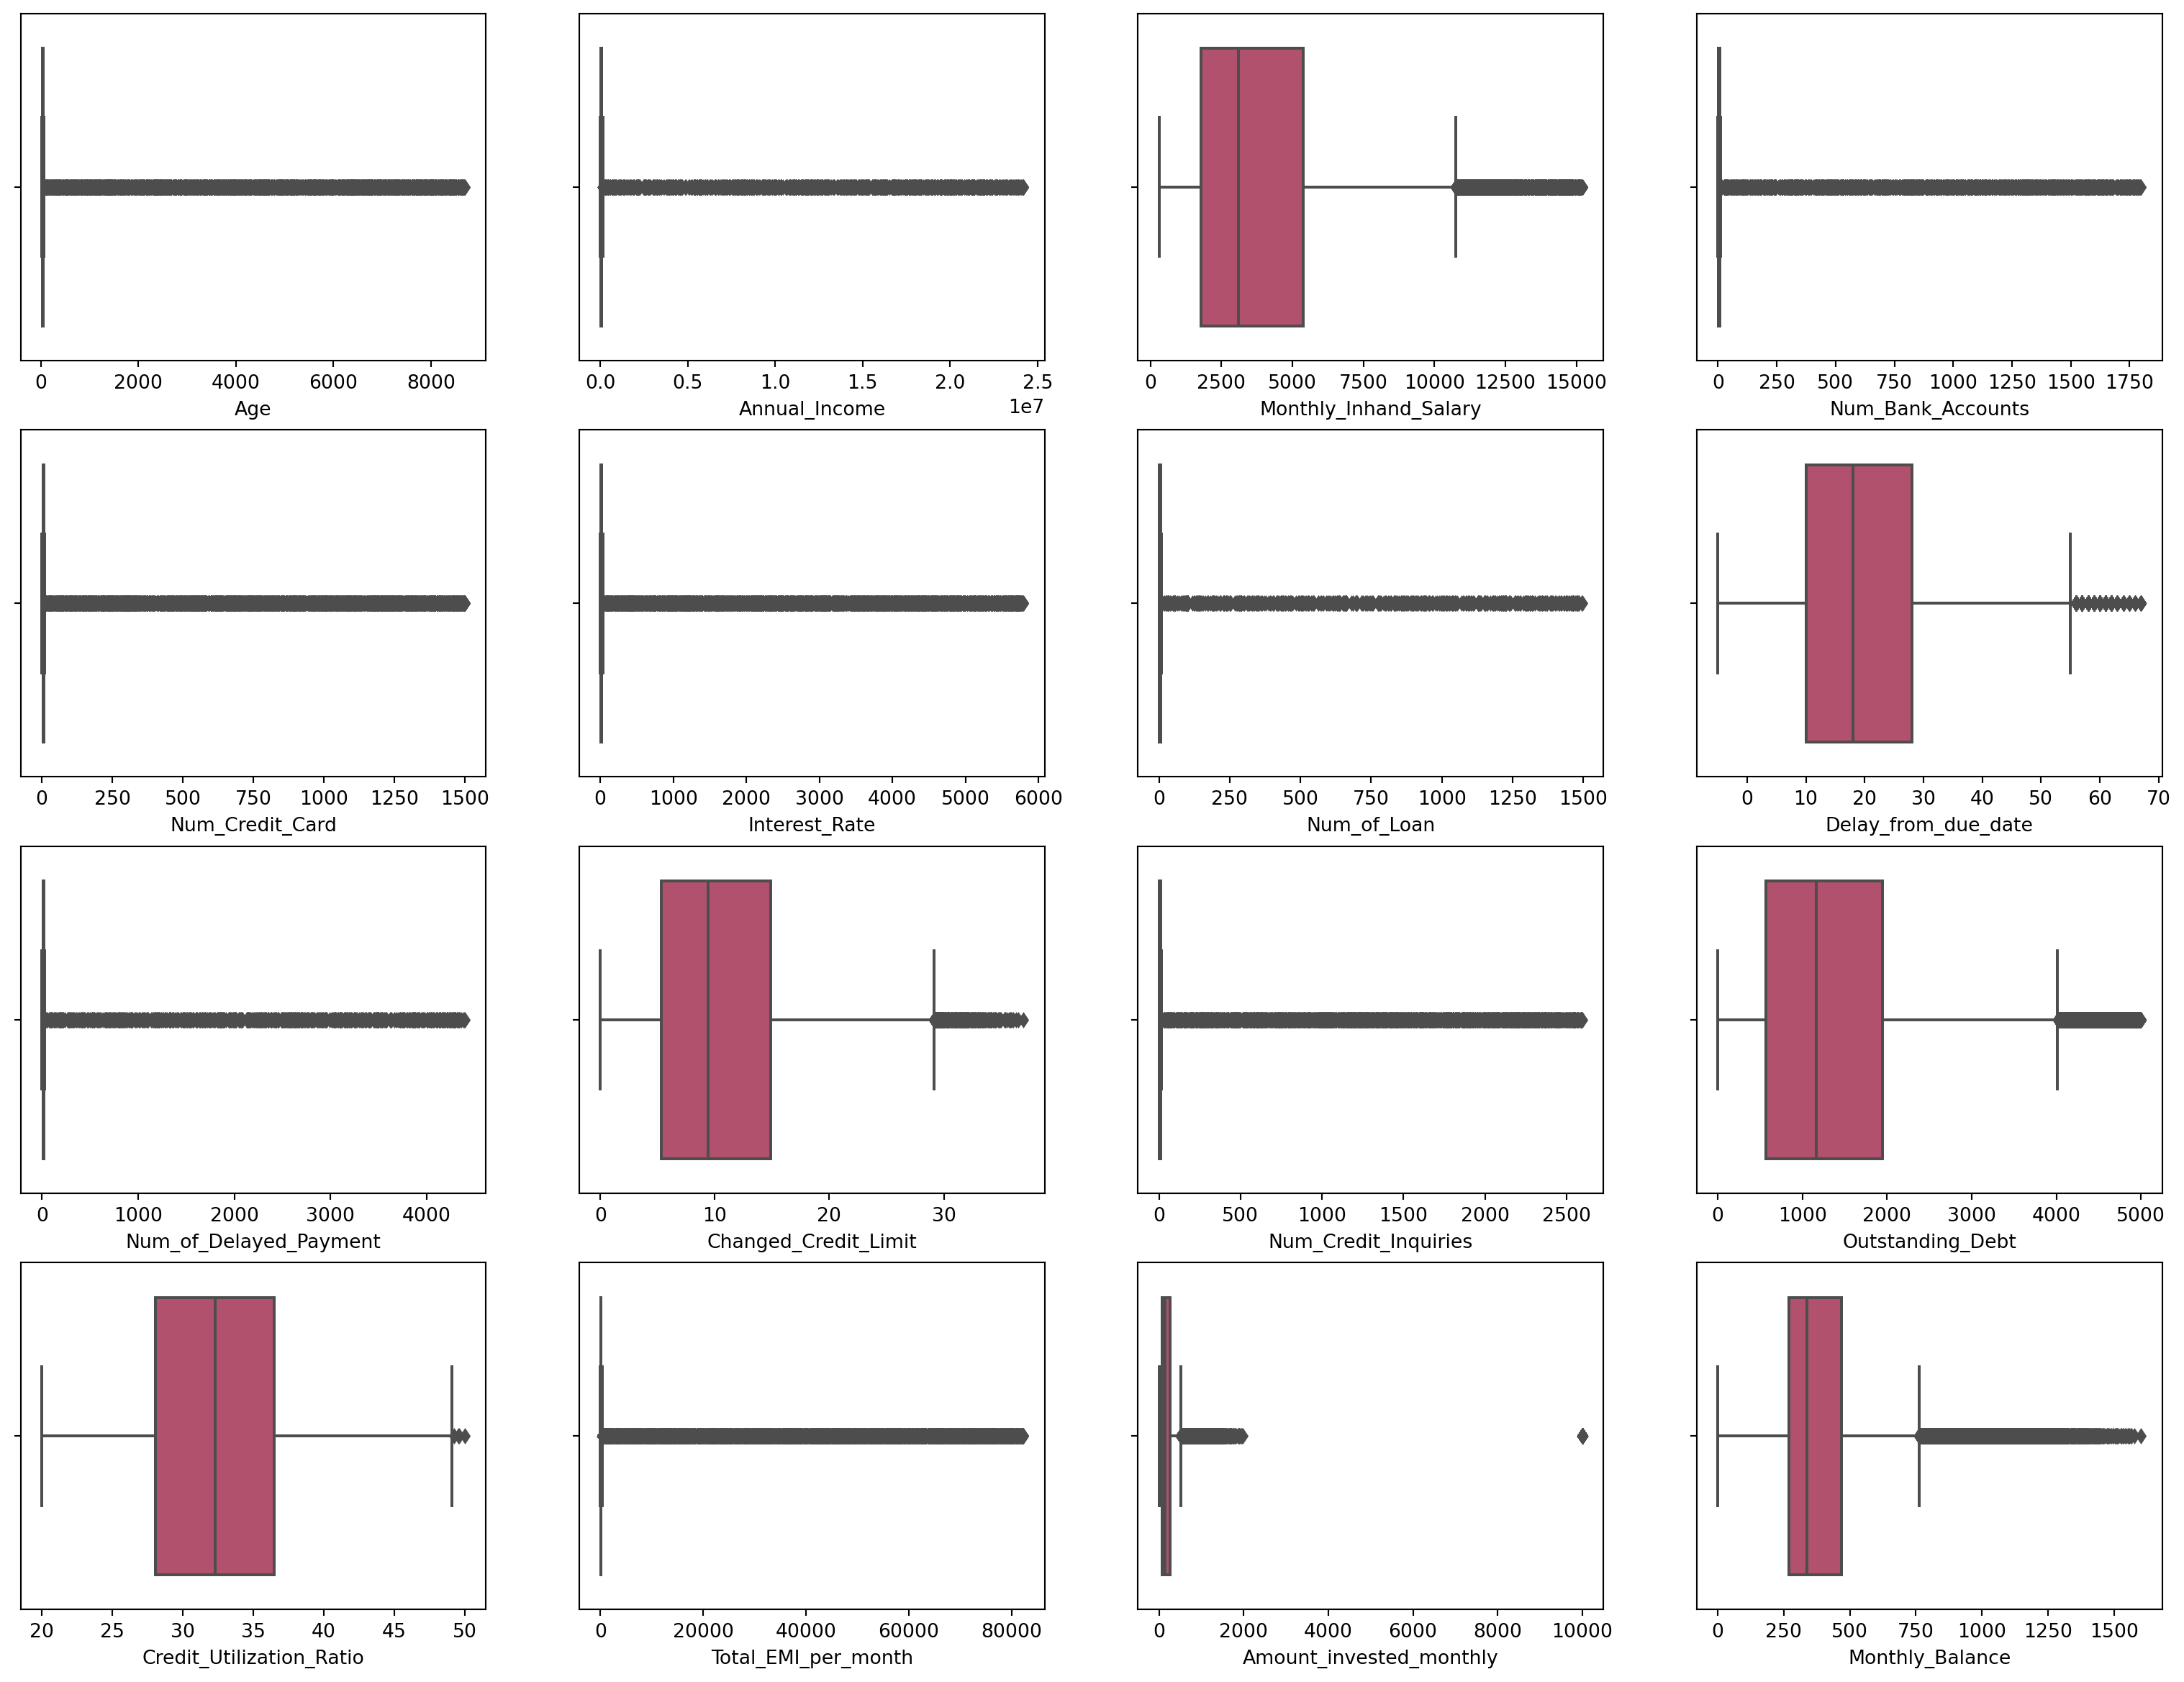 0 2000 4000 6000 8000
Age
0.0 0.5 1.0 1.5 2.0 2.5
1e7
Annual_Income
0 2500 5000 7500 10000 12500 15000
Monthly_Inhand_Salary
0 250 500 750 1000 1250 1500 1750
Num_Bank_Accounts
0 250 500 750 1000 1250 1500
Num_Credit_Card
0 1000 2000 3000 4000 5000 6000
Interest_Rate
0 250 500 750 1000 1250 1500
Num_of_Loan
0 10 20 30 40 50 60 70
Delay_from_due_date
0 1000 2000 3000 4000
Num_of_Delayed_Payment
0 10 20 30
Changed_Credit_Limit
0 500 1000 1500 2000 2500
Num_Credit_Inquiries
0 1000 2000 3000 4000 5000
Outstanding_Debt
20 25 30 35 40 45 50
Credit_Utilization_Ratio
0 20000 40000 60000 80000
Total_EMI_per_month
0 2000 4000 6000 8000 10000
Amount_invested_monthly
0 250 500 750 1000 1250 1500
Monthly_Balance